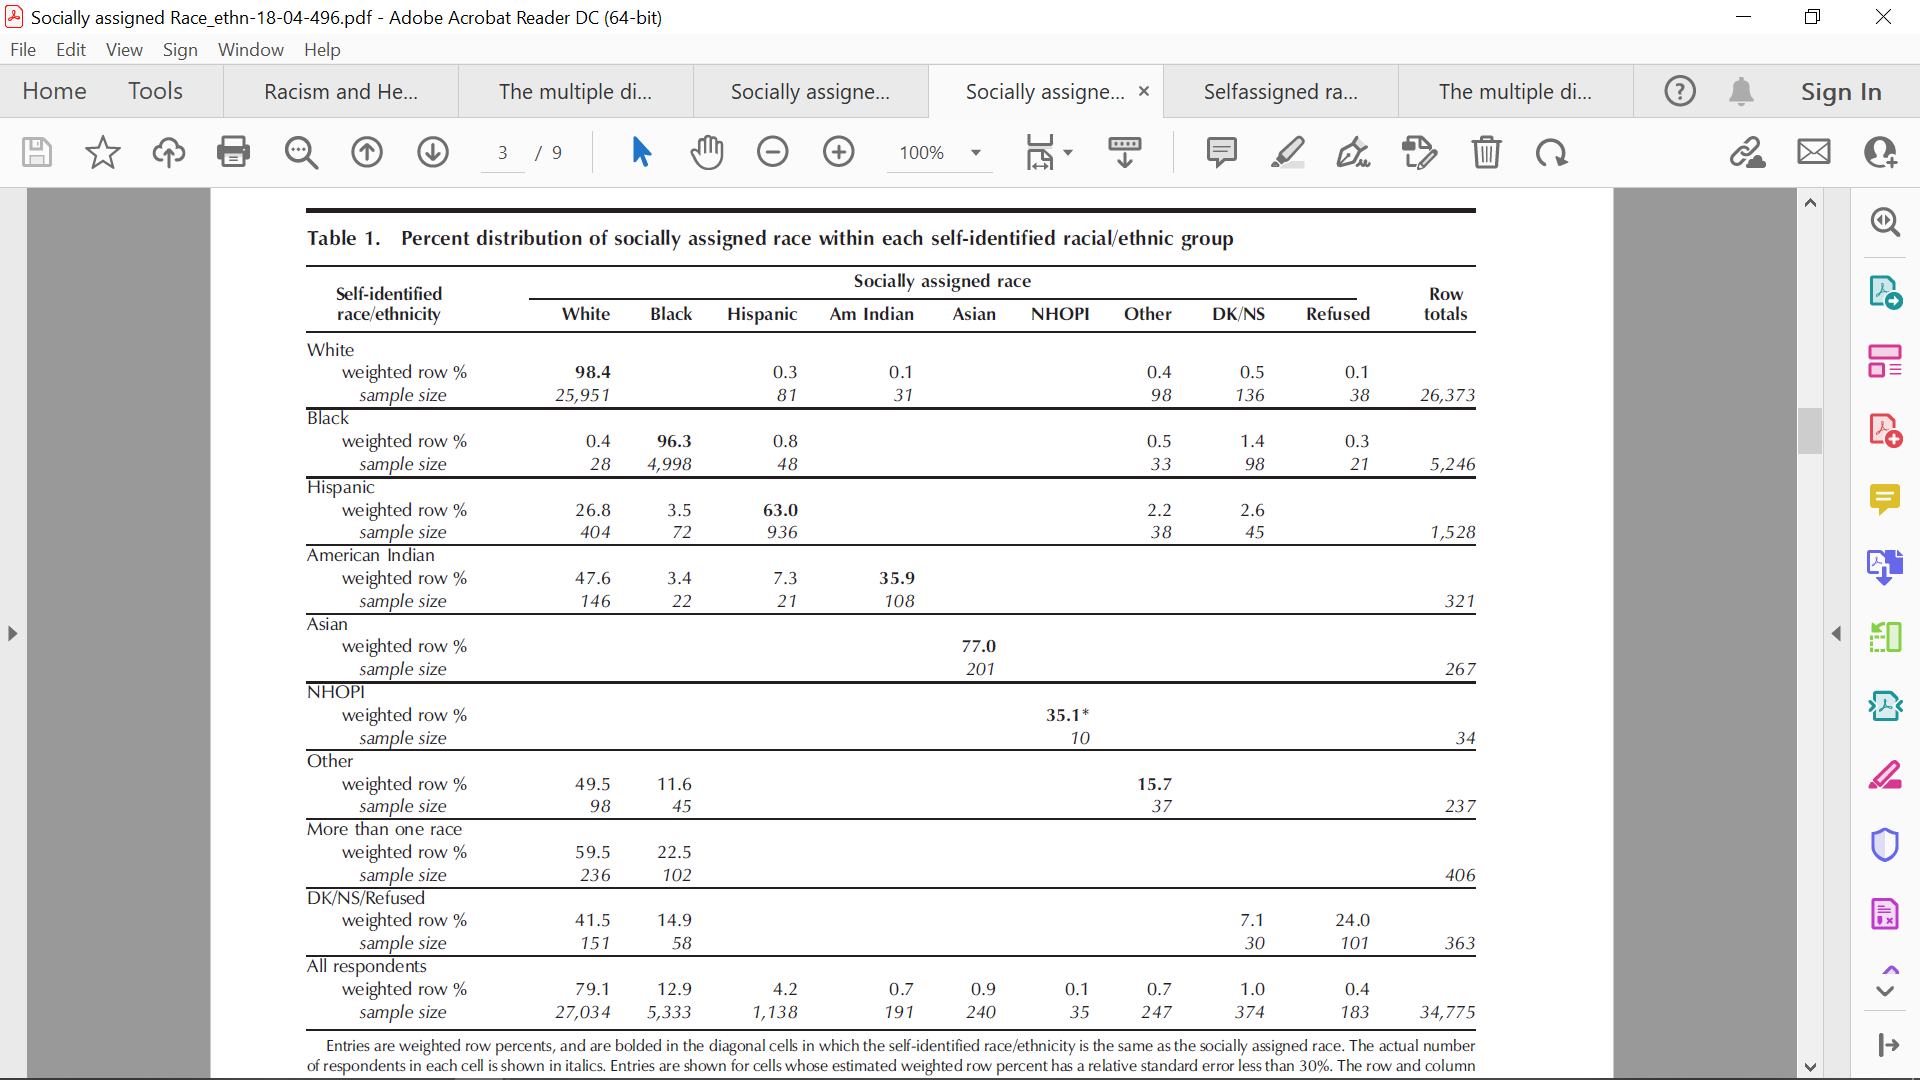 Socially assigned Race_ethn-18-04-496.pdf - Adobe Acrobat Reader DC (64-bit)
File Edit View Sign Window Help
Home Tools Racism and He... The multiple di... Socially assigne... Socially assigne... × Selfassigned ra... The multiple di... Sign In
3 / 9 100%
Table 1. Percent distribution of socially assigned race within each self-identified racial/ethnic group
Socially assigned race
Self-identified race/ethnicity White Black Hispanic Am Indian Asian NHOPI Other DK/NS Refused Row totals
White
weighted row % 98.4 0.3 0.1 0.4 0.5 0.1
sample size 25,951 81 31 98 136 38 26,373
Black
weighted row % 0.4 96.3 0.8 0.5 1.4 0.3
sample size 28 4,998 48 33 98 21 5,246
Hispanic
weighted row % 26.8 3.5 63.0 2.2 2.6
sample size 404 72 936 38 45 1,528
American Indian
weighted row % 47.6 3.4 7.3 35.9
sample size 146 22 21 108 321
Asian
weighted row % 77.0
sample size 201 267
NHOPI
weighted row % 35.1*
sample size 10 34
Other
weighted row % 49.5 11.6 15.7
sample size 98 45 37 237
More than one race
weighted row % 59.5 22.5
sample size 236 102 406
DK/NS/Refused
weighted row % 41.5 14.9 7.1 24.0
sample size 151 58 30 101 363
All respondents
weighted row % 79.1 12.9 4.2 0.7 0.9 0.1 0.7 1.0 0.4
sample size 27,034 5,333 1,138 191 240 35 247 374 183 34,775
Entries are weighted row percents, and are bolded in the diagonal cells in which the self-identified race/ethnicity is the same as the socially assigned race. The actual number
of respondents in each cell is shown in italics. Entries are shown for cells whose estimated weighted row percent has a relative standard error less than 30%. The row and column